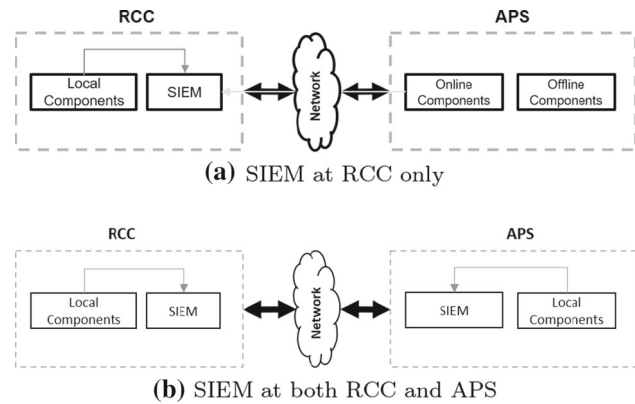 RCC
APS
Local
Components
SIEM
Network
Online
Components
Offline
Components
(a) SIEM at RCC only
RCC
APS
Local
Components
SIEM
Network
SIEM
Local
Components
(b) SIEM at both RCC and APS